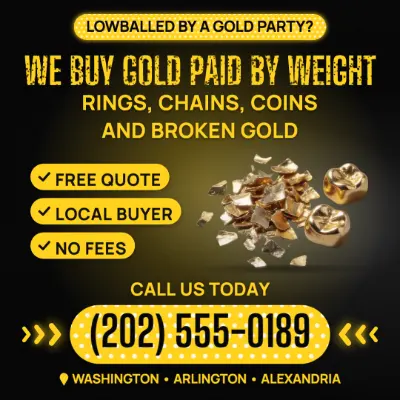 LOWBALLED BY A GOLD PARTY?
WE BUY GOLD PAID BY WEIGHT
RINGS, CHAINS, COINS
AND BROKEN GOLD
FREE QUOTE
LOCAL BUYER
NO FEES
CALL US TODAY
(202) 555-0189
WASHINGTON • ARLINGTON • ALEXANDRIA